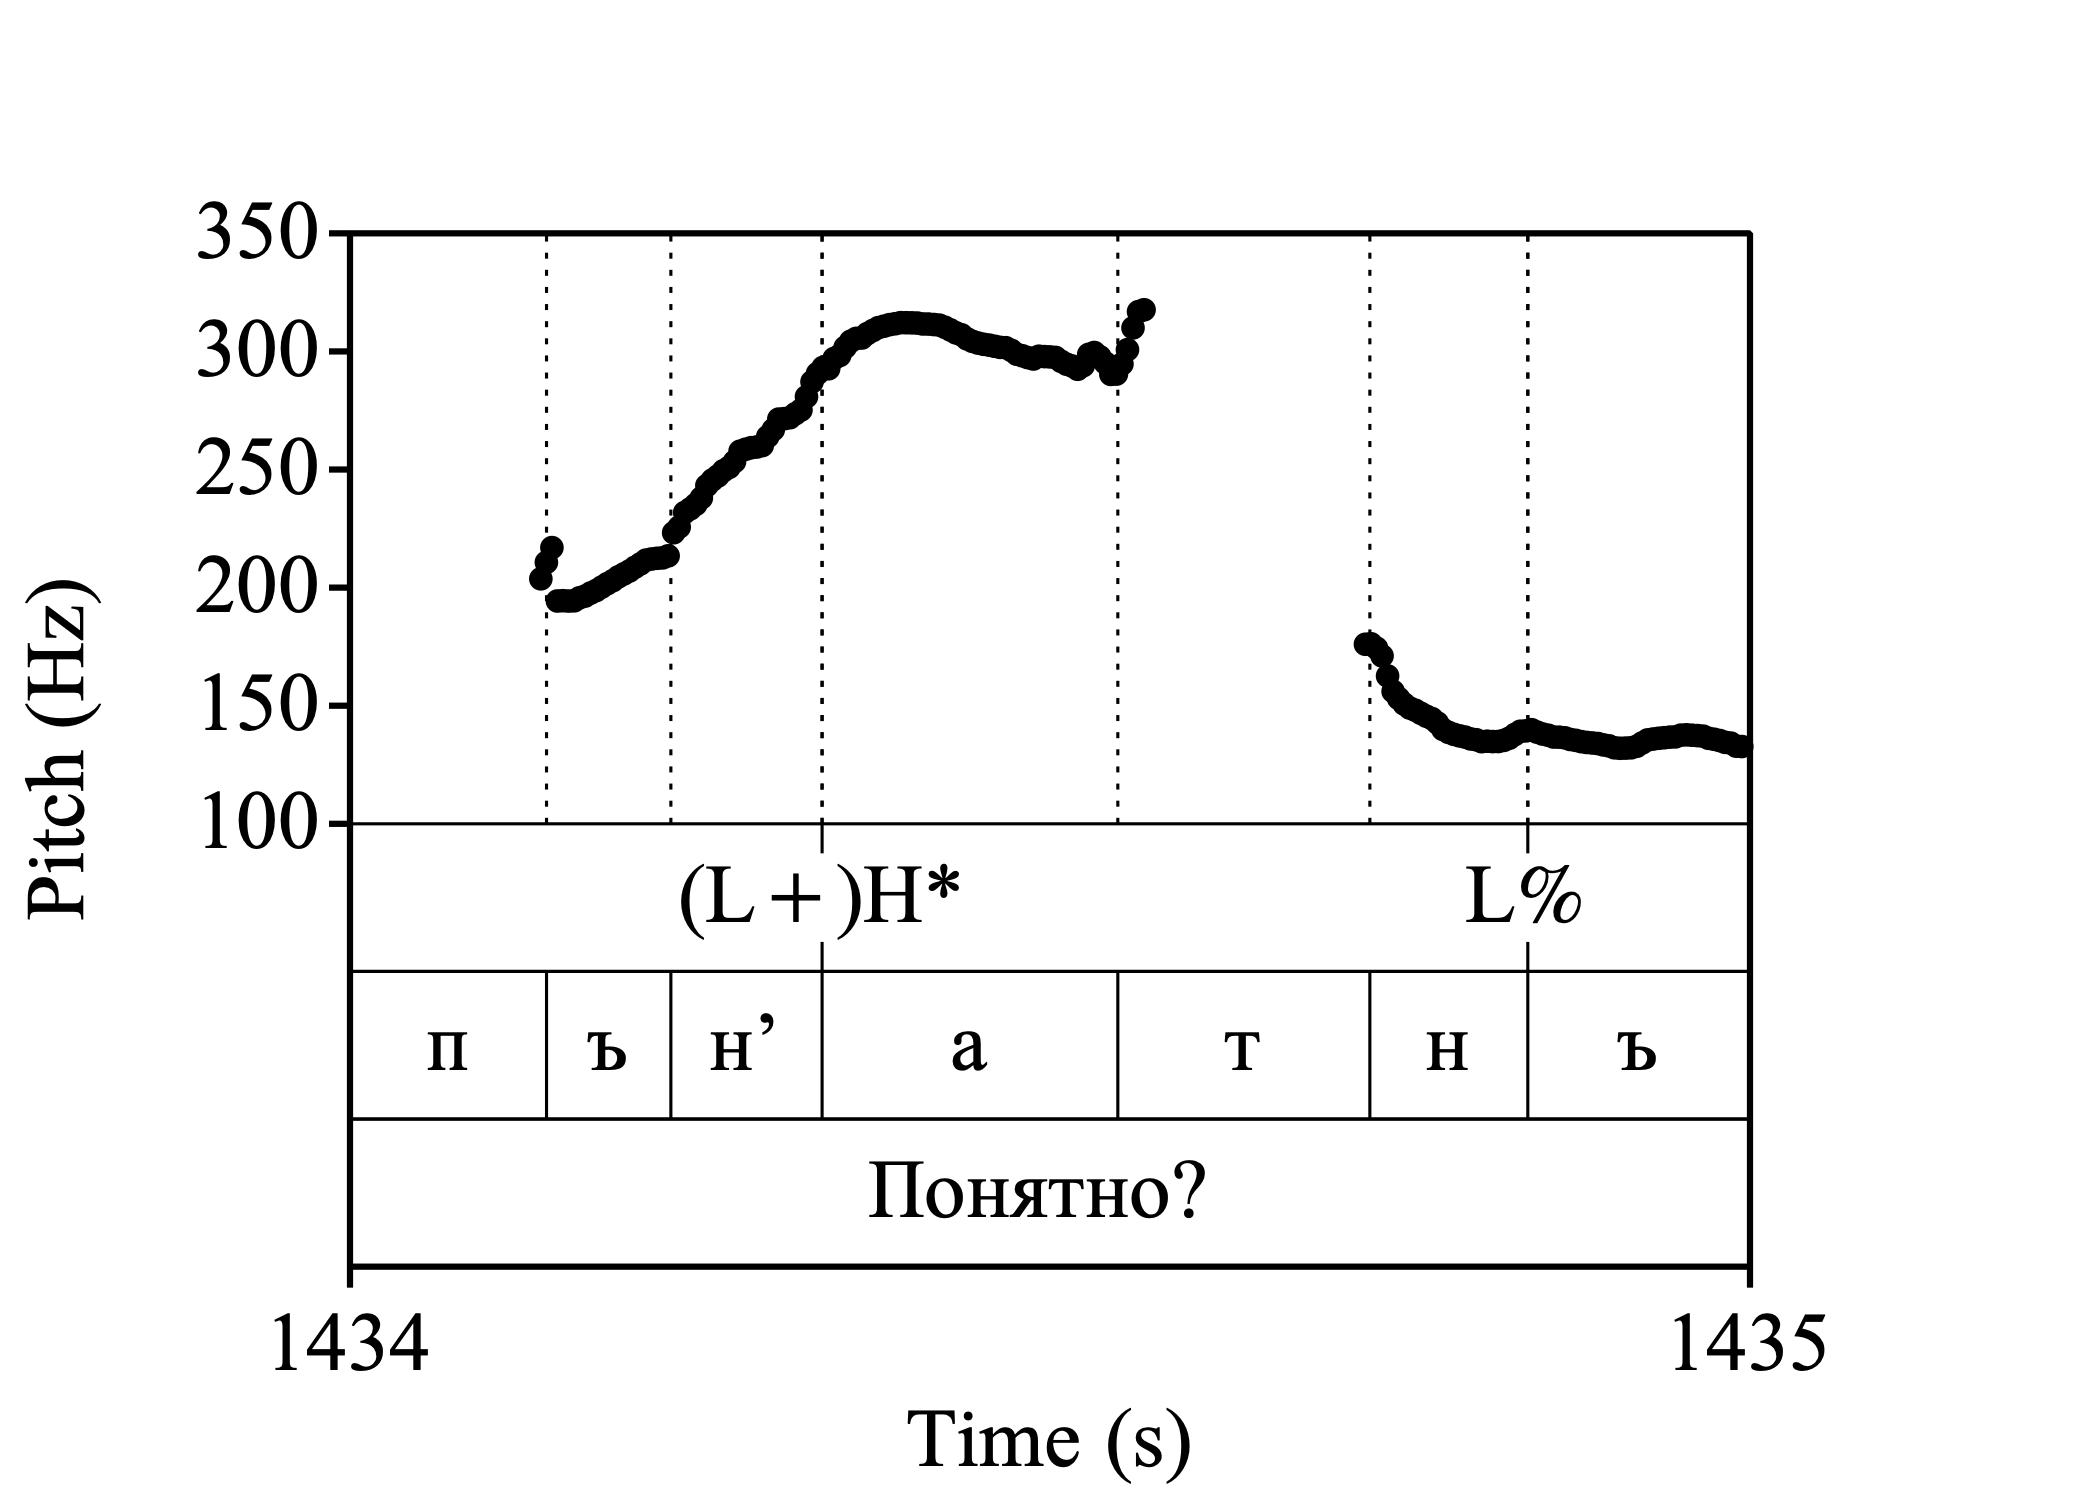 350
300
250
200
150
100
Pitch (Hz)
(L+)H* L%
п ъ н’ а т н ъ
Понятно?
1434 1435
Time (s)